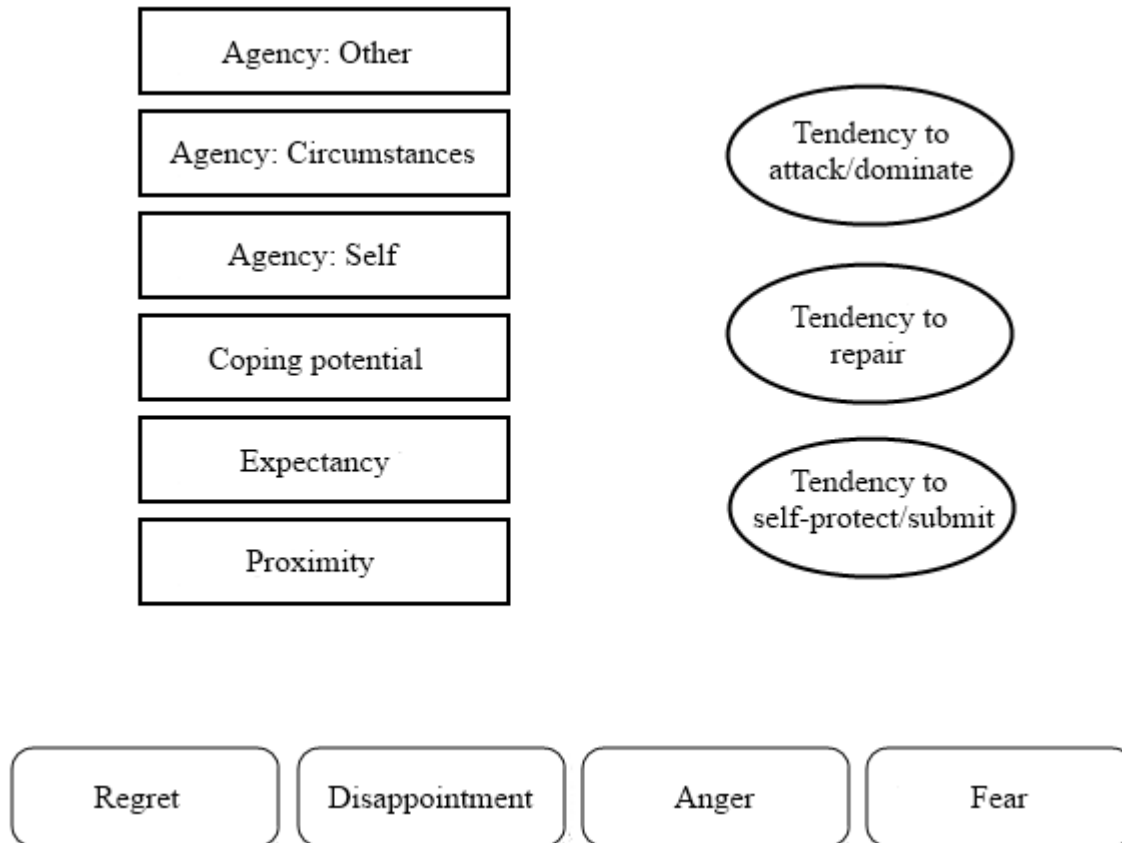 Agency: Other
Agency: Circumstances
Agency: Self
Coping potential
Expectancy
Proximity
Tendency to
attack/dominate
Tendency to
repair
Tendency to
self-protect/submit
Regret
Disappointment
Anger
Fear